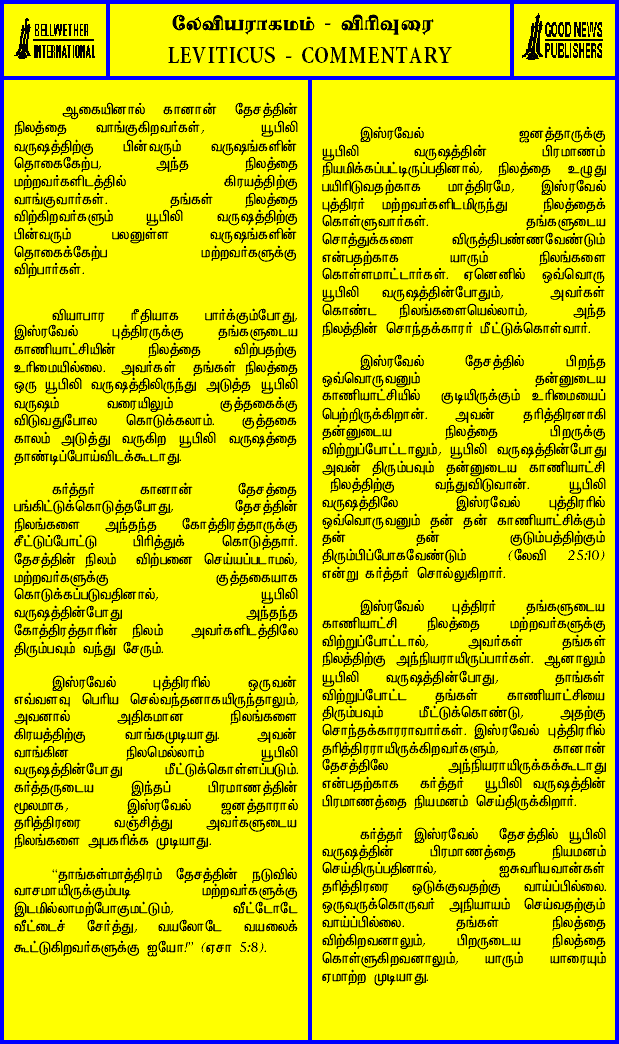 BELLWETHER
INTERNATIONAL
லேவியராகமம் - விரிவுரை
LEVITICUS - COMMENTARY
GOOD NEWS
PUBLISHERS
ஆகையினால் கானான் தேசத்தின்
நிலத்தை வாங்குகிறவர்கள், யூபிலி
வருஷத்திற்கு பின்வரும் வருஷங்களின்
தொகைகேற்ப, அந்த நிலத்தை
மற்றவர்களிடத்தில் கிரயத்திற்கு
வாங்குவார்கள். தங்கள் நிலத்தை
விற்கிறவர்களும் யூபிலி வருஷத்திற்கு
பின்வரும் பலனுள்ள வருஷங்களின்
தொகைக்கேற்ப மற்றவர்களுக்கு
விற்பார்கள்.
வியாபார ரீதியாக பார்க்கும்போது,
இஸ்ரவேல் புத்திரருக்கு தங்களுடைய
காணியாட்சியின் நிலத்தை விற்பதற்கு
உரிமையில்லை. அவர்கள் தங்கள் நிலத்தை
ஒரு யூபிலி வருஷத்திலிருந்து அடுத்த யூபிலி
வருஷம் வரையிலும் குத்தகைக்கு
விடுவதுபோல கொடுக்கலாம். குத்தகை
காலம் அடுத்து வருகிற யூபிலி வருஷத்தை
தாண்டிப்போய்விடக்கூடாது.
கர்த்தர் கானான் தேசத்தை
பங்கிட்டுக்கொடுத்தபோது, தேசத்தின்
நிலங்களை அந்தந்த கோத்திரத்தாருக்கு
சீட்டுப்போட்டு பிரித்துக் கொடுத்தார்.
தேசத்தின் நிலம் விற்பனை செய்யப்படாமல்,
மற்றவர்களுக்கு குத்தகையாக
கொடுக்கப்படுவதினால், யூபிலி
வருஷத்தின்போது அந்தந்த
கோத்திரத்தாரின் நிலம் அவர்களிடத்திலே
திரும்பவும் வந்து சேரும்.
இஸ்ரவேல் புத்திரரில் ஒருவன்
எவ்வளவு பெரிய செல்வந்தனாகயிருந்தாலும்,
அவனால் அதிகமான நிலங்களை
கிரயத்திற்கு வாங்கமுடியாது. அவன்
வாங்கின நிலமெல்லாம் யூபிலி
வருஷத்தின்போது மீட்டுக்கொள்ளப்படும்.
கர்த்தருடைய இந்தப் பிரமாணத்தின்
மூலமாக, இஸ்ரவேல் ஜனத்தாரால்
தரித்திரரை வஞ்சித்து அவர்களுடைய
நிலங்களை அபகரிக்க முடியாது.
“தாங்கள்மாத்திரம் தேசத்தின் நடுவில்
வாசமாயிருக்கும்படி மற்றவர்களுக்கு
இடமில்லாமற்போகுமட்டும், வீட்டோடே
வீட்டைச் சேர்த்து, வயலோடே வயலைக்
கூட்டுகிறவர்களுக்கு ஐயோ!” (ஏசா 5:8).
இஸ்ரவேல் ஜனத்தாருக்கு
யூபிலி வருஷத்தின் பிரமாணம்
நியமிக்கப்பட்டிருப்பதினால், நிலத்தை உழுது
பயிரிடுவதற்காக மாத்திரமே, இஸ்ரவேல்
புத்திரர் மற்றவர்களிடமிருந்து நிலத்தைக்
கொள்ளுவார்கள். தங்களுடைய
சொத்துக்களை விருத்திபண்ணவேண்டும்
என்பதற்காக யாரும் நிலங்களை
கொள்ளமாட்டார்கள். ஏனெனில் ஒவ்வொரு
யூபிலி வருஷத்தின்போதும், அவர்கள்
கொண்ட நிலங்களையெல்லாம், அந்த
நிலத்தின் சொந்தக்காரர் மீட்டுக்கொள்வார்.
இஸ்ரவேல் தேசத்தில் பிறந்த
ஒவ்வொருவனும் தன்னுடைய
காணியாட்சியில் குடியிருக்கும் உரிமையைப்
பெற்றிருக்கிறான். அவன் தரித்திரனாகி
தன்னுடைய நிலத்தை பிறருக்கு
விற்றுப்போட்டாலும், யூபிலி வருஷத்தின்போது
அவன் திரும்பவும் தன்னுடைய காணியாட்சி
நிலத்திற்கு வந்துவிடுவான். யூபிலி
வருஷத்திலே இஸ்ரவேல் புத்திரரில்
ஒவ்வொருவனும் தன் தன் காணியாட்சிக்கும்
தன் தன் குடும்பத்திற்கும்
திரும்பிப்போகவேண்டும் (லேவி 25:10)
என்று கர்த்தர் சொல்லுகிறார்.
இஸ்ரவேல் புத்திரர் தங்களுடைய
காணியாட்சி நிலத்தை மற்றவர்களுக்கு
விற்றுப்போட்டால், அவர்கள் தங்கள்
நிலத்திற்கு அந்நியராயிருப்பார்கள். ஆனாலும்
யூபிலி வருஷத்தின்போது, தாங்கள்
விற்றுப்போட்ட தங்கள் காணியாட்சியை
திரும்பவும் மீட்டுக்கொண்டு, அதற்கு
சொந்தக்காரராவார்கள். இஸ்ரவேல் புத்திரரில்
தரித்திரராயிருக்கிறவர்களும், கானான்
தேசத்திலே அந்நியராயிருக்கக்கூடாது
என்பதற்காக கர்த்தர் யூபிலி வருஷத்தின்
பிரமாணத்தை நியமனம் செய்திருக்கிறார்.
கர்த்தர் இஸ்ரவேல் தேசத்தில் யூபிலி
வருஷத்தின் பிரமாணத்தை நியமனம்
செய்திருப்பதினால், ஐசுவரியவான்கள்
தரித்திரரை ஒடுக்குவதற்கு வாய்ப்பில்லை.
ஒருவருக்கொருவர் அநியாயம் செய்வதற்கும்
வாய்ப்பில்லை. தங்கள் நிலத்தை
விற்கிறவனாலும், பிறருடைய நிலத்தை
கொள்ளுகிறவனாலும், யாரும் யாரையும்
ஏமாற்ற முடியாது.